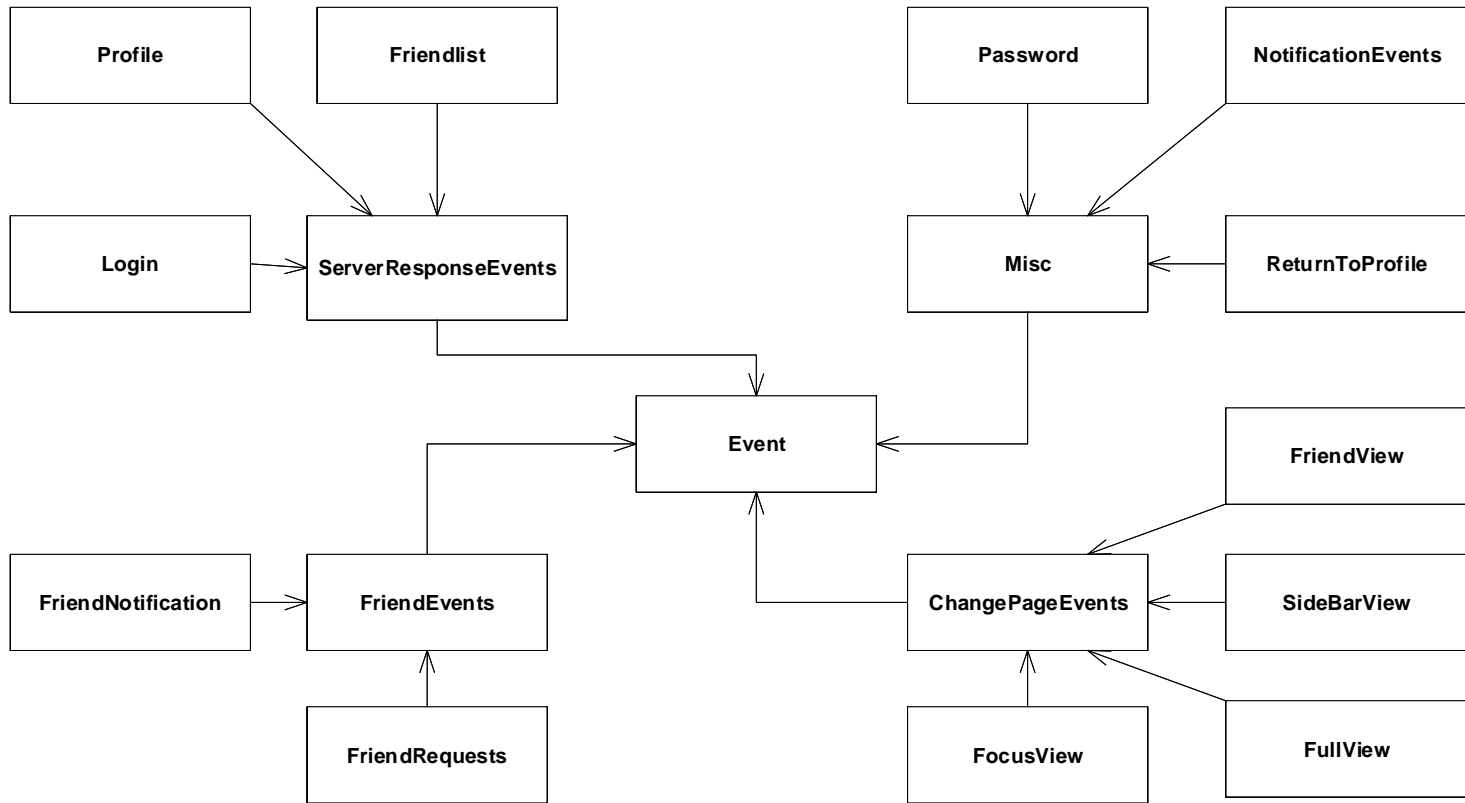 Profile
Friendlist
Password
NotificationEvents
Login
ServerResponseEvents
Misc
ReturnToProfile
Event
FriendView
FriendNotification
FriendEvents
ChangePageEvents
SideBarView
FriendRequests
FocusView
FullView